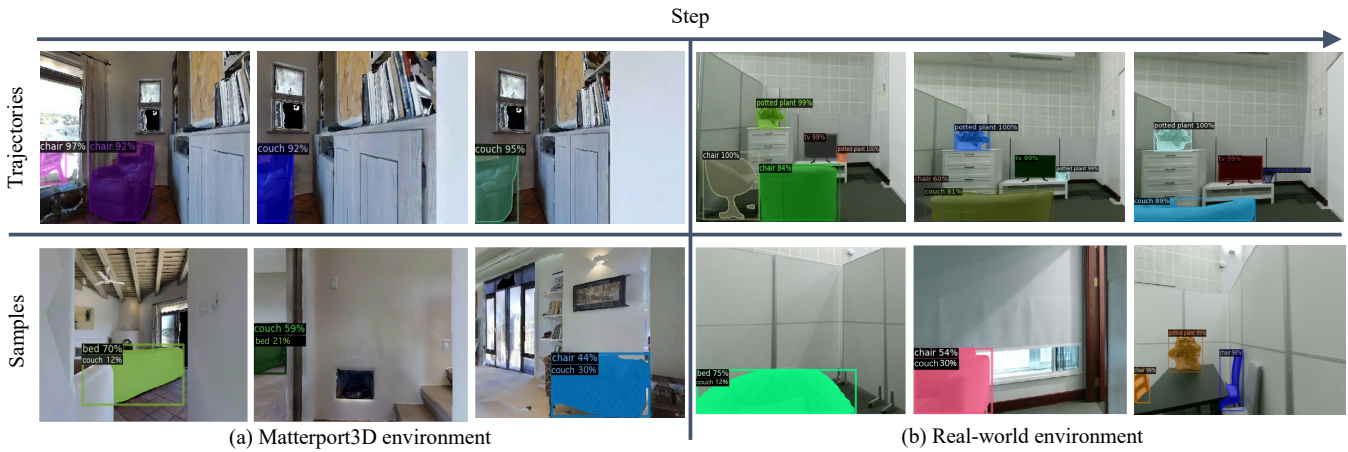 Step
Trajectories
chair 97%
chair 92%
couch 92%
couch 95%
potted plant 99%
tv 99%
potted plant 100%
chair 100%
chair 84%
potted plant 100%
tv 99%
potted plant 99%
chair 60%
couch 81%
potted plant 100%
tv 99%
couch 89%
Samples
bed 70%
couch 12%
couch 59%
bed 21%
chair 44%
couch 30%
bed 75%
couch 12%
chair 54%
couch30%
potted plant 99%
chair 98%
chair 99%
(a) Matterport3D environment
(b) Real-world environment